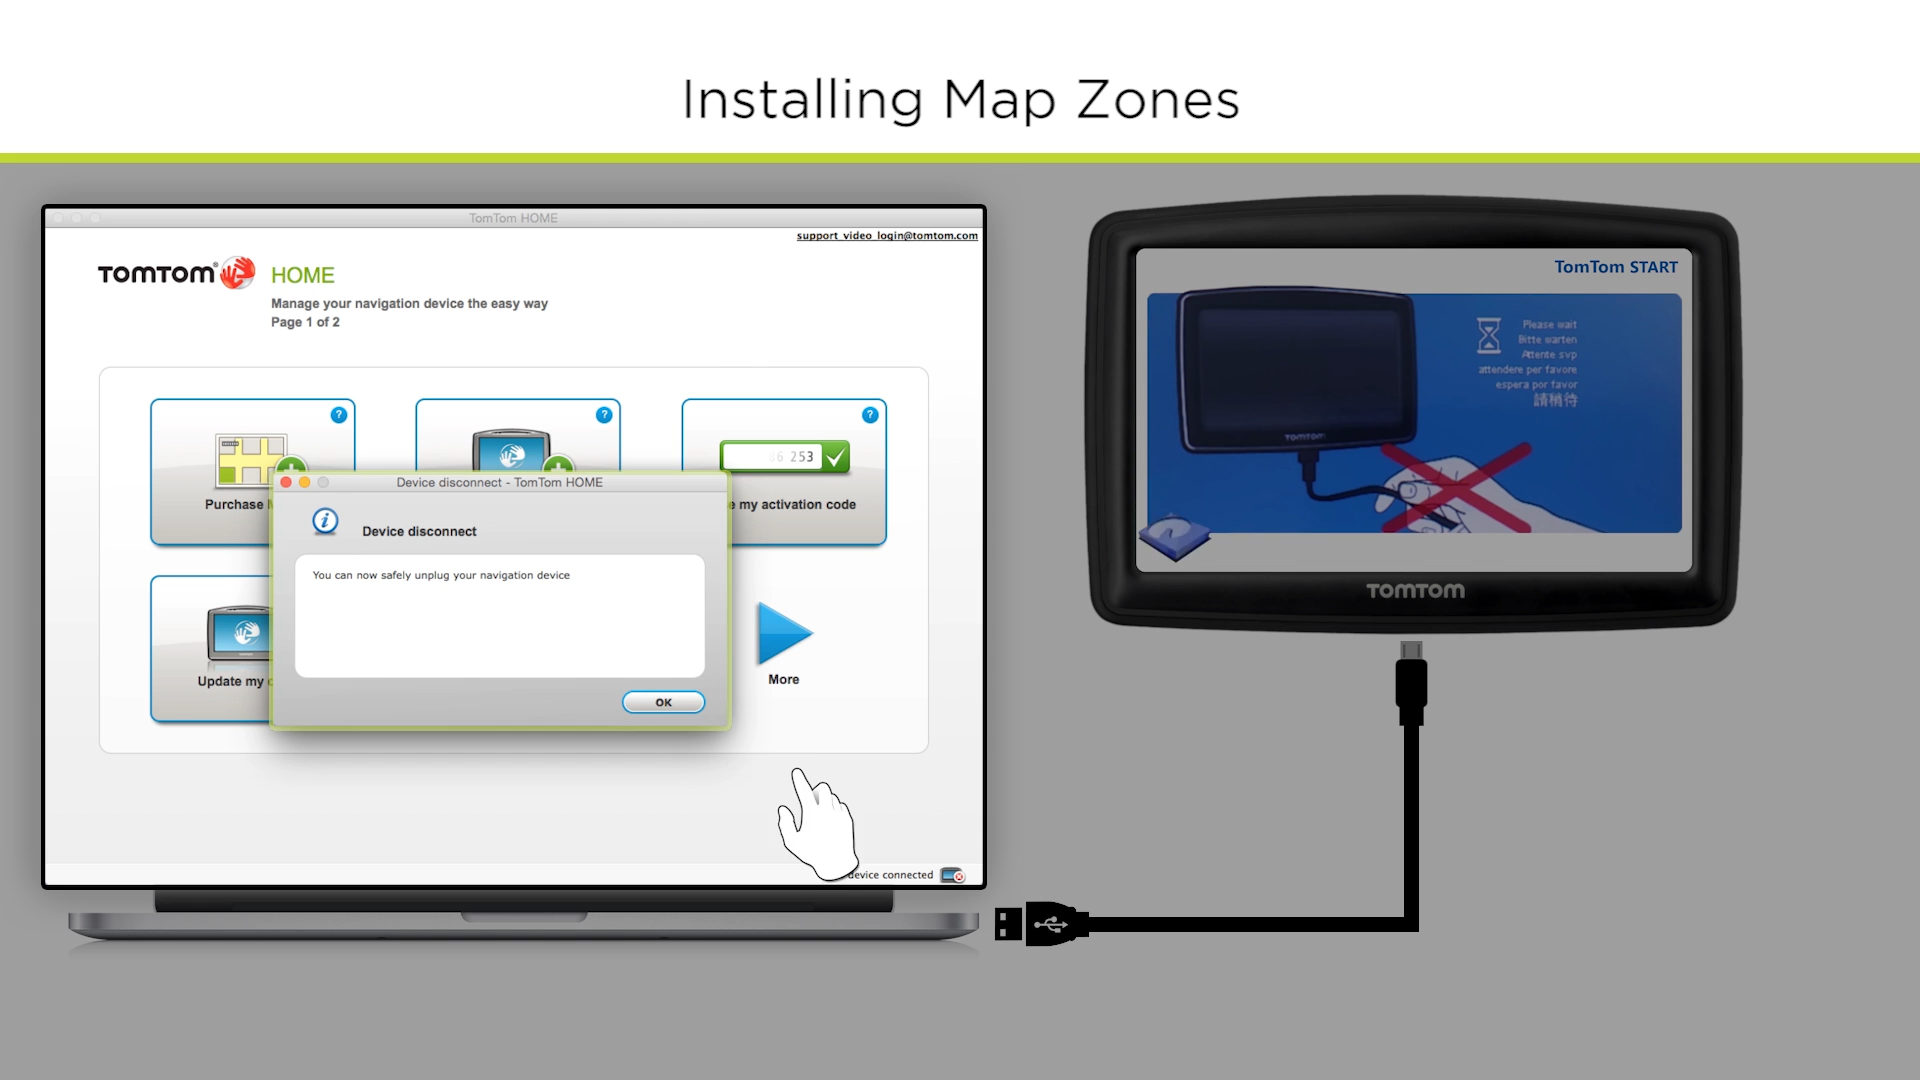 Installing Map Zones
TomTom HOME
support_video_login@tomtom.com
TOMTOM® HOME
Manage your navigation device the easy way
Page 1 of 2
Purchase
253
my activation code
Device disconnect - TomTom HOME
Device disconnect
You can now safely unplug your navigation device
OK
Update my
More
device connected
TomTom START
Please wait
Bitte warten
Attente svp
attendere per favore
espera por favor
請稍待
TOMTOM
TOMTOM